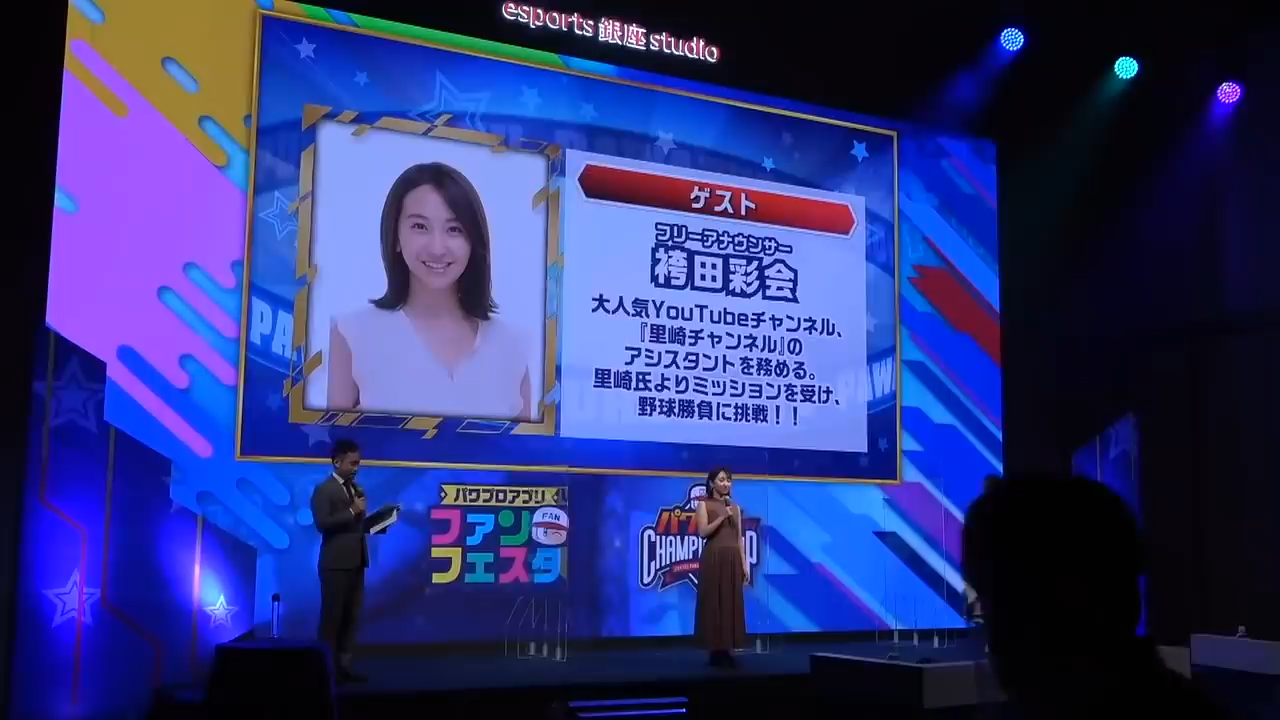 esports 銀座 studio
ゲスト
フリーアナウンサー
袴田彩会
大人気YouTubeチャンネル、
『里崎チャンネル』の
アシスタントを務める。
里崎氏よりミッションを受け、
野球勝負に挑戦！！
パワプロアプリ
ファン
FAN
フェスタ